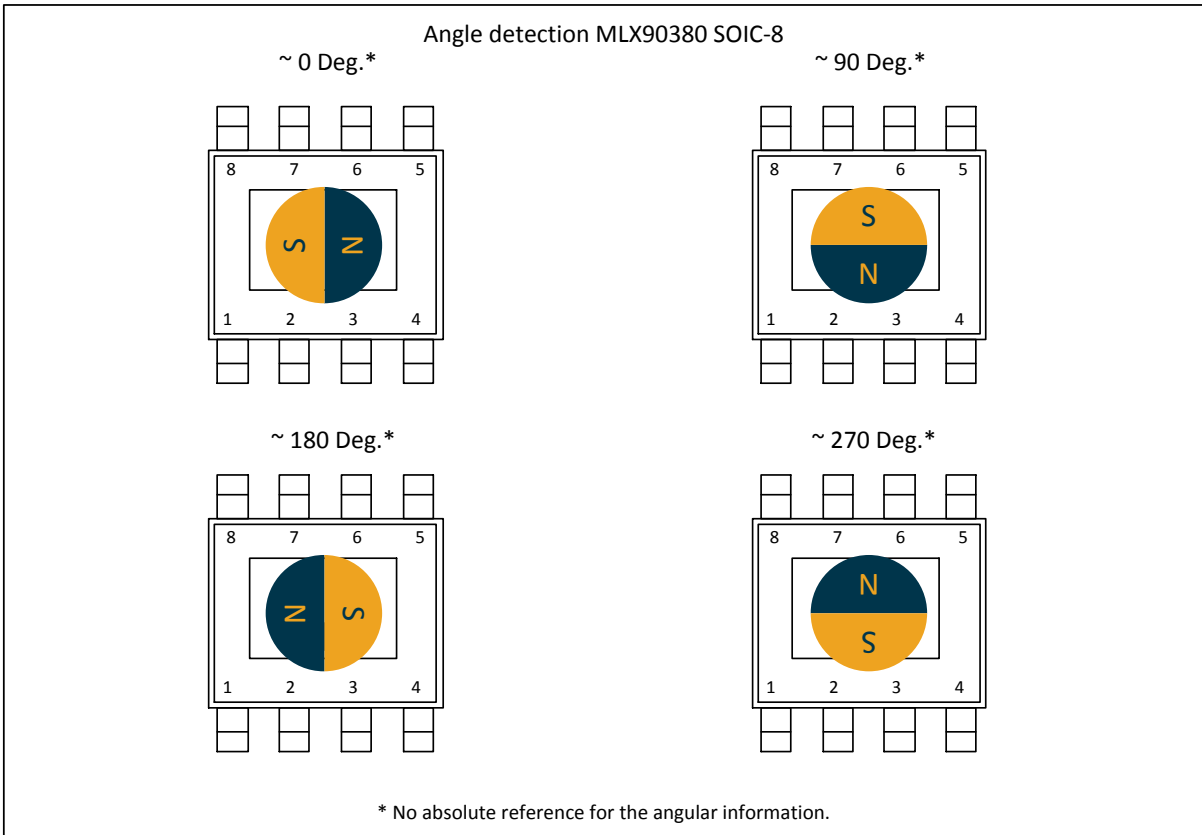 Angle detection MLX90380 SOIC-8
~ 0 Deg.*
~ 90 Deg.*
8 7 6 5
8 7 6 5
S N
S
N
1 2 3 4
1 2 3 4
~ 180 Deg.*
~ 270 Deg.*
8 7 6 5
8 7 6 5
N S
N
S
1 2 3 4
1 2 3 4
* No absolute reference for the angular information.